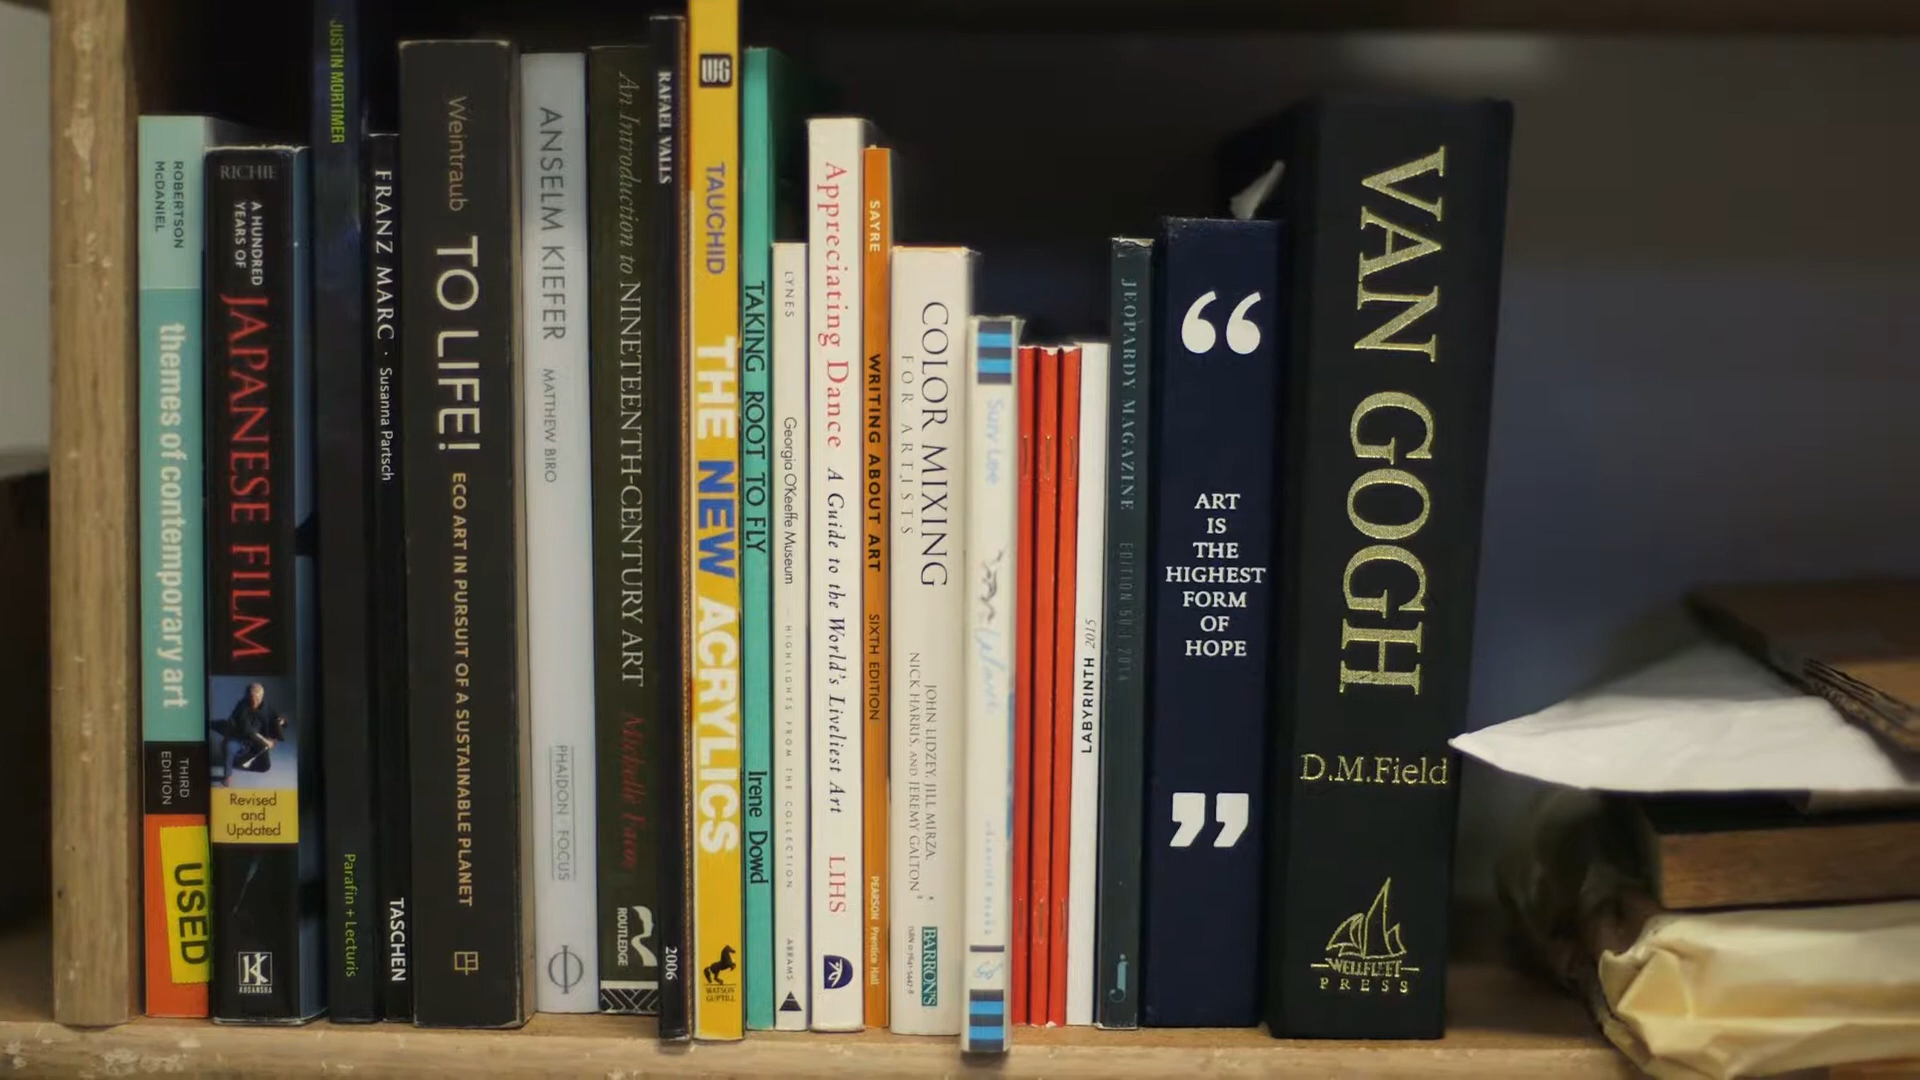 ROBERTSON
McDANIEL
themes of contemporary art
THIRD
EDITION
USED
RICHIE
A HUNDRED
YEARS OF
JAPANESE FILM
Revised
and
Updated
K
KODANSHA
JUSTIN MORTIMER
Parafin + Lecturis
FRANZ MARC · Susanna Partsch
TASCHEN
Weintraub
TO LIFE!
ECO ART IN PURSUIT OF A SUSTAINABLE PLANET
ANSELM KIEFER
MATTHEW BIRO
PHAIDON FOCUS
An Introduction to NINETEENTH-CENTURY ART
Michelle Facos
ROUTLEDGE
RAFAEL VALLS
2006
WG
TAUCHID
THE NEW ACRYLICS
WATSON
GUPTILL
TAKING ROOT TO FLY
Irene Dowd
LYNES
Georgia O'Keeffe Museum
HIGHLIGHTS FROM THE COLLECTION
ABRAMS
Appreciating Dance A Guide to the World's Liveliest Art
LIHS
SAYRE
WRITING ABOUT ART
SIXTH EDITION
PEARSON Prentice Hall
COLOR MIXING
FOR ARTISTS
JOHN LIDZEY, JILL MIRZA,
NICK HARRIS, AND JEREMY GALTON
BARRON'S
LABYRINTH 2015
JEOPARDY MAGAZINE
2014
“
ART
IS
THE
HIGHEST
FORM
OF
HOPE
”
VAN GOGH
D.M.Field
WELLFLEET
PRESS